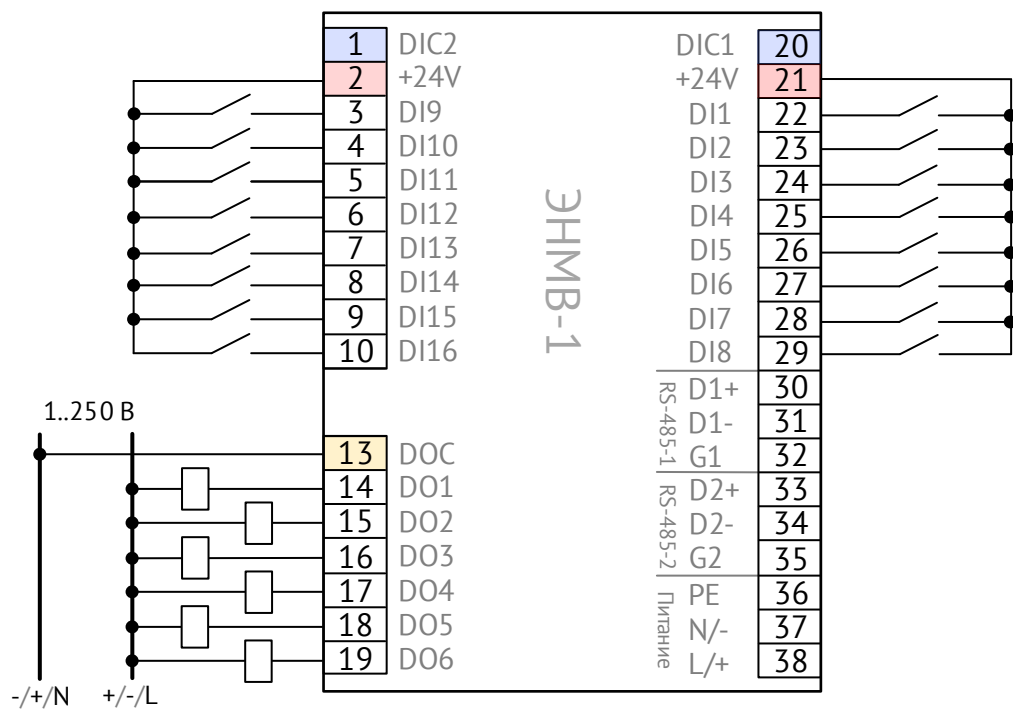 1 DIC2
2 +24V
3 DI9
4 DI10
5 DI11
6 DI12
7 DI13
8 DI14
9 DI15
10 DI16
1..250 В
13 DOC
14 DO1
15 DO2
16 DO3
17 DO4
18 DO5
19 DO6
-/+/N +/-/L
ЭНМВ-1
DIC1 20
+24V 21
DI1 22
DI2 23
DI3 24
DI4 25
DI5 26
DI6 27
DI7 28
DI8 29
RS-485-1
D1+ 30
D1- 31
G1 32
RS-485-2
D2+ 33
D2- 34
G2 35
Питание
PE 36
N/- 37
L/+ 38